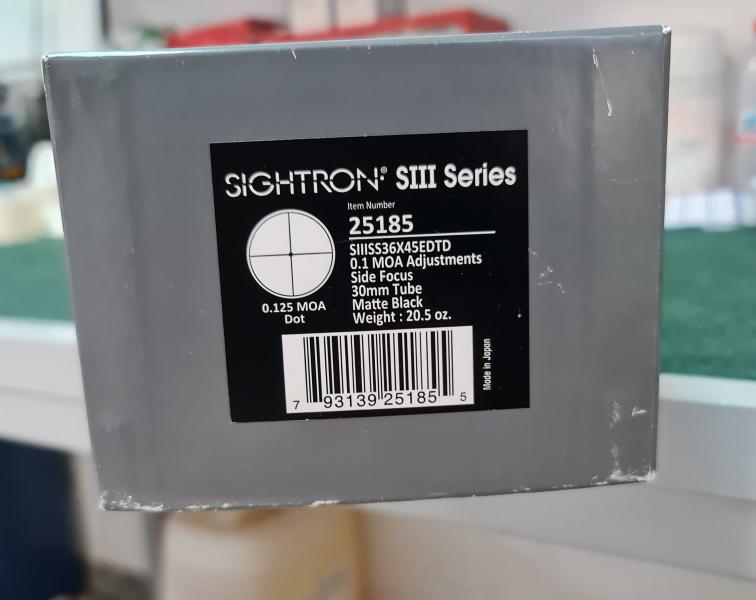 SIGHTRON® SIII Series
Item Number
25185
SIIISS36X45EDTD
0.1 MOA Adjustments
Side Focus
30mm Tube
Matte Black
Weight : 20.5 oz.
0.125 MOA
Dot
7 93139 25185 5
Made in Japan